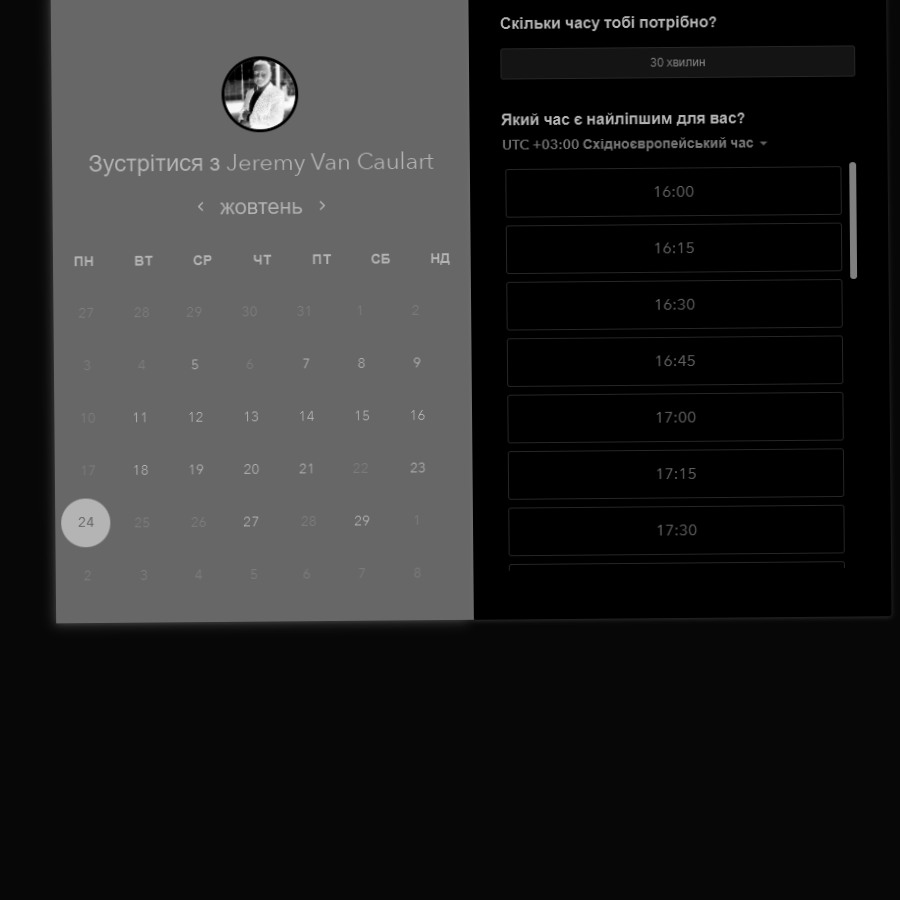 Зустрітися з Jeremy Van Caulart
жовтень
ПН ВТ СР ЧТ ПТ СБ НД
27 28 29 30 31 1 2
3 4 5 6 7 8 9
10 11 12 13 14 15 16
17 18 19 20 21 22 23
24 25 26 27 28 29 1
2 3 4 5 6 7 8
Скільки часу тобі потрібно?
30 хвилин
Який час є найліпшим для вас?
UTC +03:00 Східноєвропейський час
16:00
16:15
16:30
16:45
17:00
17:15
17:30